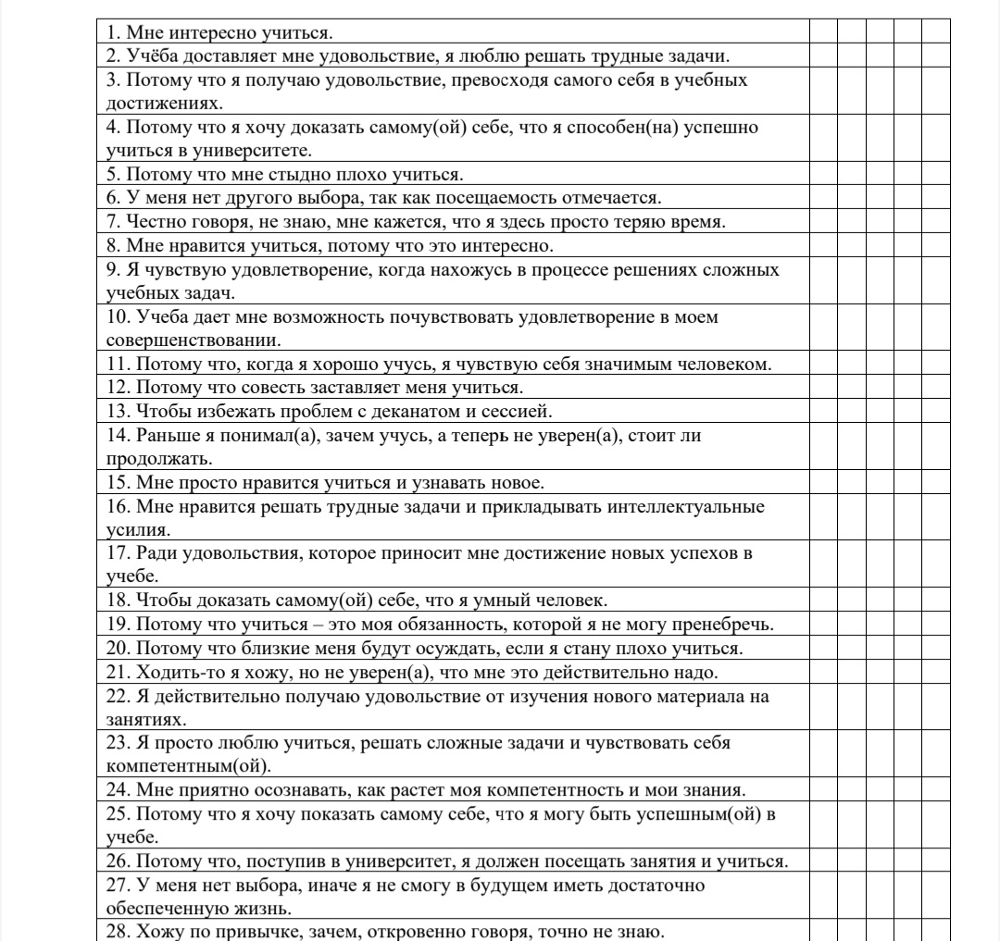 1. Мне интересно учиться.
2. Учёба доставляет мне удовольствие, я люблю решать трудные задачи.
3. Потому что я получаю удовольствие, превосходя самого себя в учебных
достижениях.
4. Потому что я хочу доказать самому(ой) себе, что я способен(на) успешно
учиться в университете.
5. Потому что мне стыдно плохо учиться.
6. У меня нет другого выбора, так как посещаемость отмечается.
7. Честно говоря, не знаю, мне кажется, что я здесь просто теряю время.
8. Мне нравится учиться, потому что это интересно.
9. Я чувствую удовлетворение, когда нахожусь в процессе решениях сложных
учебных задач.
10. Учеба дает мне возможность почувствовать удовлетворение в моем
совершенствовании.
11. Потому что, когда я хорошо учусь, я чувствую себя значимым человеком.
12. Потому что совесть заставляет меня учиться.
13. Чтобы избежать проблем с деканатом и сессией.
14. Раньше я понимал(а), зачем учусь, а теперь не уверен(а), стоит ли
продолжать.
15. Мне просто нравится учиться и узнавать новое.
16. Мне нравится решать трудные задачи и прикладывать интеллектуальные
усилия.
17. Ради удовольствия, которое приносит мне достижение новых успехов в
учебе.
18. Чтобы доказать самому(ой) себе, что я умный человек.
19. Потому что учиться – это моя обязанность, которой я не могу пренебречь.
20. Потому что близкие меня будут осуждать, если я стану плохо учиться.
21. Ходить-то я хожу, но не уверен(а), что мне это действительно надо.
22. Я действительно получаю удовольствие от изучения нового материала на
занятиях.
23. Я просто люблю учиться, решать сложные задачи и чувствовать себя
компетентным(ой).
24. Мне приятно осознавать, как растет моя компетентность и мои знания.
25. Потому что я хочу показать самому себе, что я могу быть успешным(ой) в
учебе.
26. Потому что, поступив в университет, я должен посещать занятия и учиться.
27. У меня нет выбора, иначе я не смогу в будущем иметь достаточно
обеспеченную жизнь.
28. Хожу по привычке, зачем, откровенно говоря, точно не знаю.